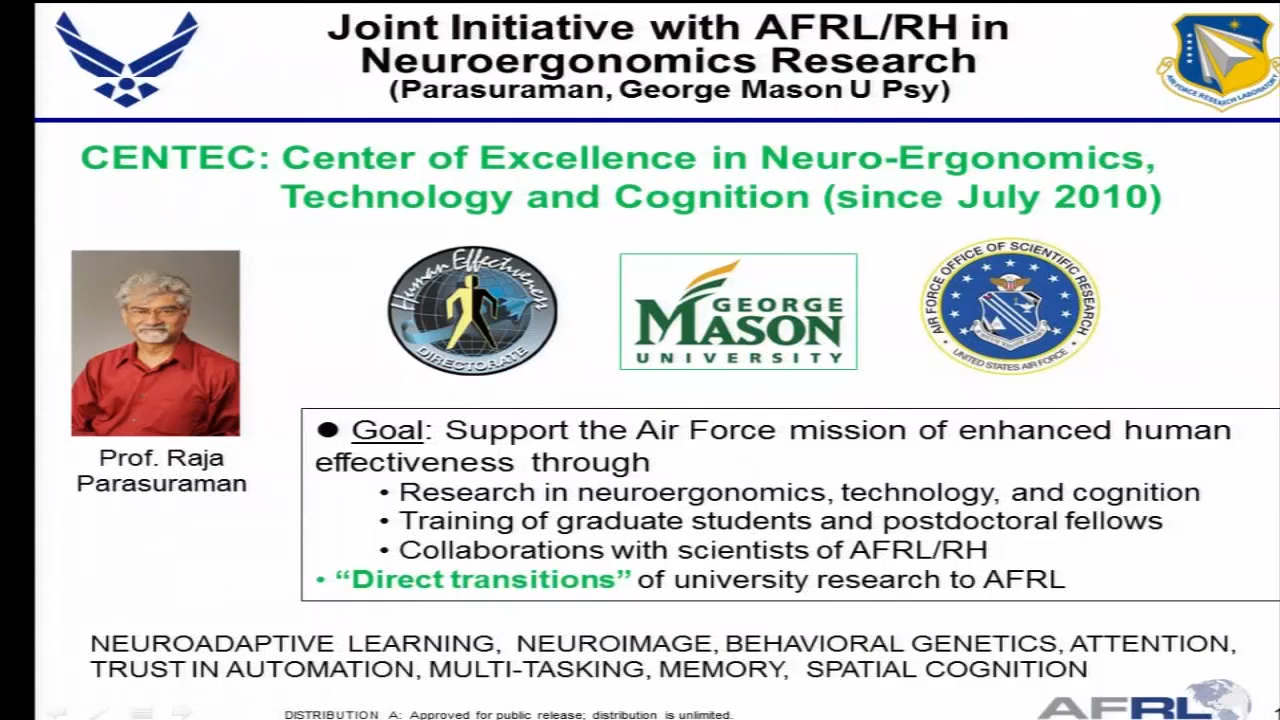 Joint Initiative with AFRL/RH in
Neuroergonomics Research
(Parasuraman, George Mason U Psy)
AIR FORCE RESEARCH LABORATORY
CENTEC: Center of Excellence in Neuro-Ergonomics,
Technology and Cognition (since July 2010)
Human Effectiveness
DIRECTORATE
GEORGE
MASON
UNIVERSITY
AIR FORCE OFFICE OF SCIENTIFIC RESEARCH
UNITED STATES AIR FORCE
Prof. Raja
Parasuraman
● Goal: Support the Air Force mission of enhanced human
effectiveness through
• Research in neuroergonomics, technology, and cognition
• Training of graduate students and postdoctoral fellows
• Collaborations with scientists of AFRL/RH
• “Direct transitions” of university research to AFRL
NEUROADAPTIVE LEARNING, NEUROIMAGE, BEHAVIORAL GENETICS, ATTENTION,
TRUST IN AUTOMATION, MULTI-TASKING, MEMORY, SPATIAL COGNITION
DISTRIBUTION A: Approved for public release; distribution is unlimited.
AFRL